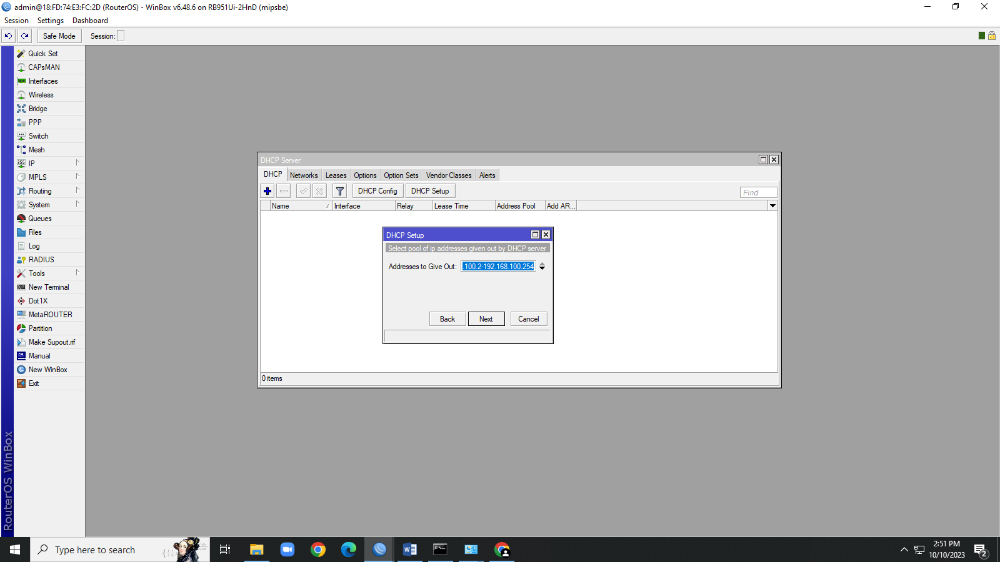 admin@18:FD:74:E3:FC:2D (RouterOS) - WinBox v6.48.6 on RB951Ui-2HnD (mipsbe)
Session Settings Dashboard
Safe Mode Session:
Quick Set
CAPsMAN
Interfaces
Wireless
Bridge
PPP
Switch
Mesh
IP
MPLS
Routing
System
Queues
Files
Log
RADIUS
Tools
New Terminal
Dot1X
MetaROUTER
Partition
Make Supout.rif
Manual
New WinBox
Exit
RouterOS WinBox
DHCP Server
DHCP Networks Leases Options Option Sets Vendor Classes Alerts
DHCP Config DHCP Setup Find
Name Interface Relay Lease Time Address Pool Add AR...
DHCP Setup
Select pool of ip addresses given out by DHCP server
Addresses to Give Out: .100.2-192.168.100.254
Back Next Cancel
0 items
Type here to search
2:51 PM
10/10/2023
2